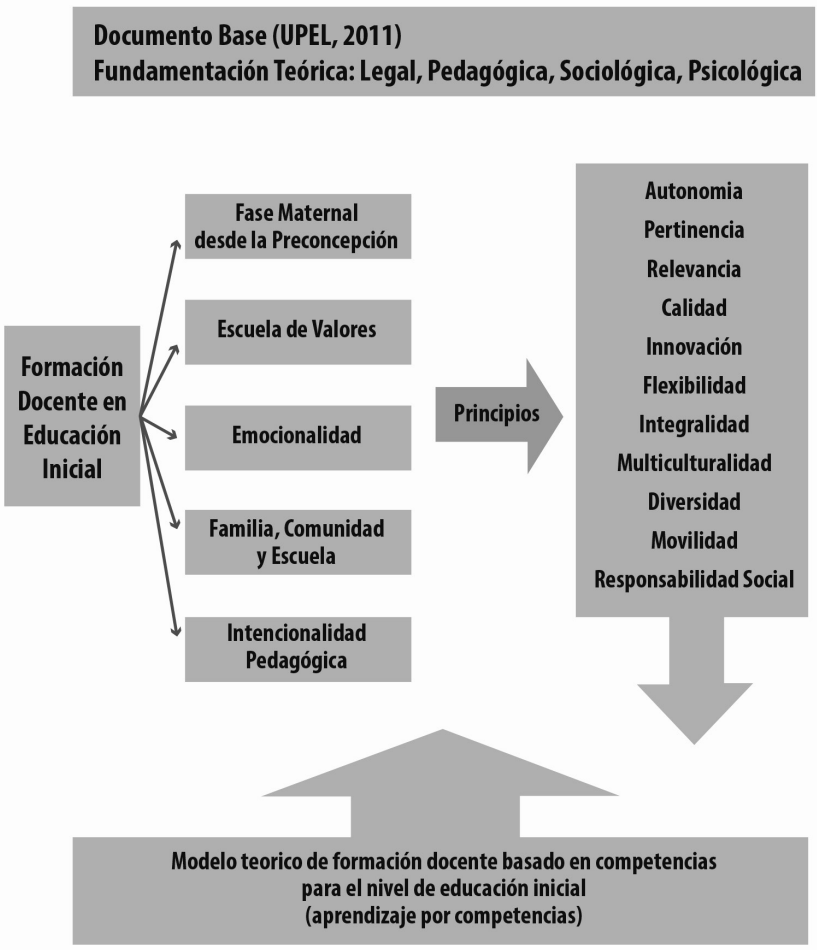 Documento Base (UPEL, 2011)
Fundamentación Teórica: Legal, Pedagógica, Sociológica, Psicológica
Formación
Docente en
Educación
Inicial
Fase Maternal
desde la Preconcepción
Escuela de Valores
Emocionalidad
Familia, Comunidad
y Escuela
Intencionalidad
Pedagógica
Principios
Autonomia
Pertinencia
Relevancia
Calidad
Innovación
Flexibilidad
Integralidad
Multiculturalidad
Diversidad
Movilidad
Responsabilidad Social
Modelo teorico de formación docente basado en competencias
para el nivel de educación inicial
(aprendizaje por competencias)